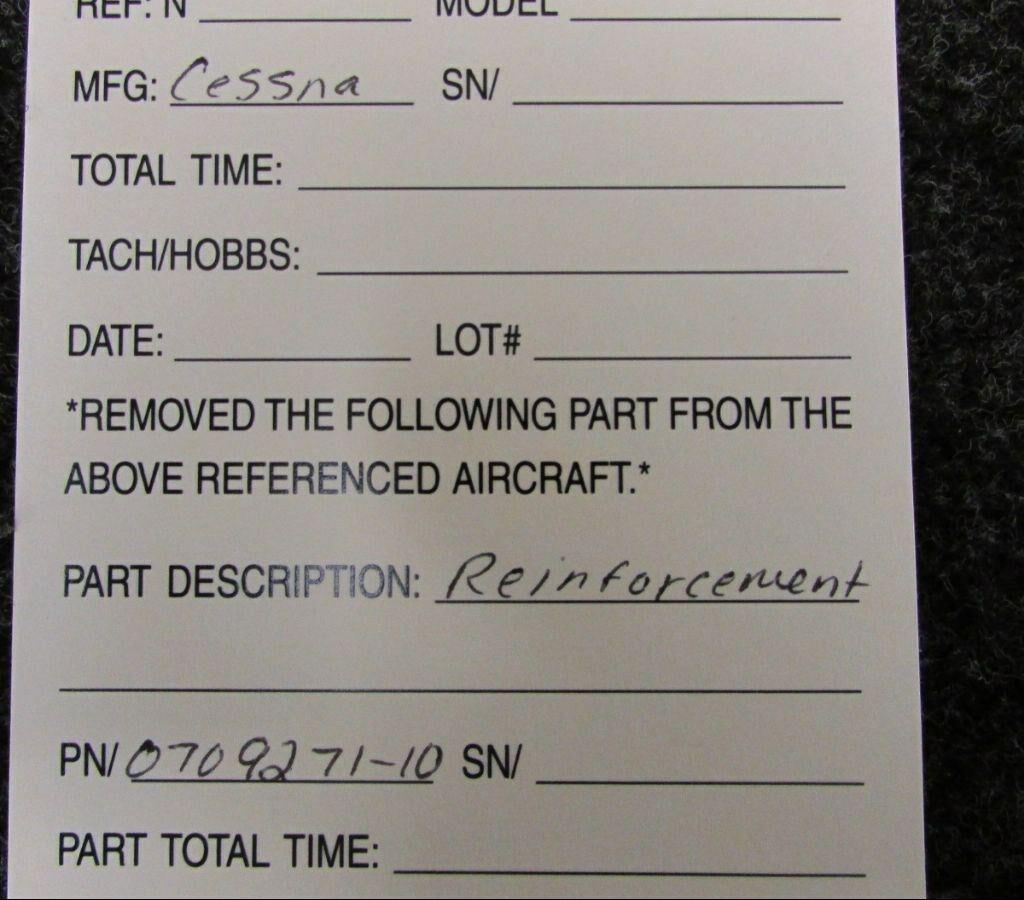 REF: N MODEL
MFG: Cessna SN/
TOTAL TIME:
TACH/HOBBS:
DATE: LOT#
*REMOVED THE FOLLOWING PART FROM THE
ABOVE REFERENCED AIRCRAFT.*
PART DESCRIPTION: Reinforcement
PN/ 0709271-10 SN/
PART TOTAL TIME: